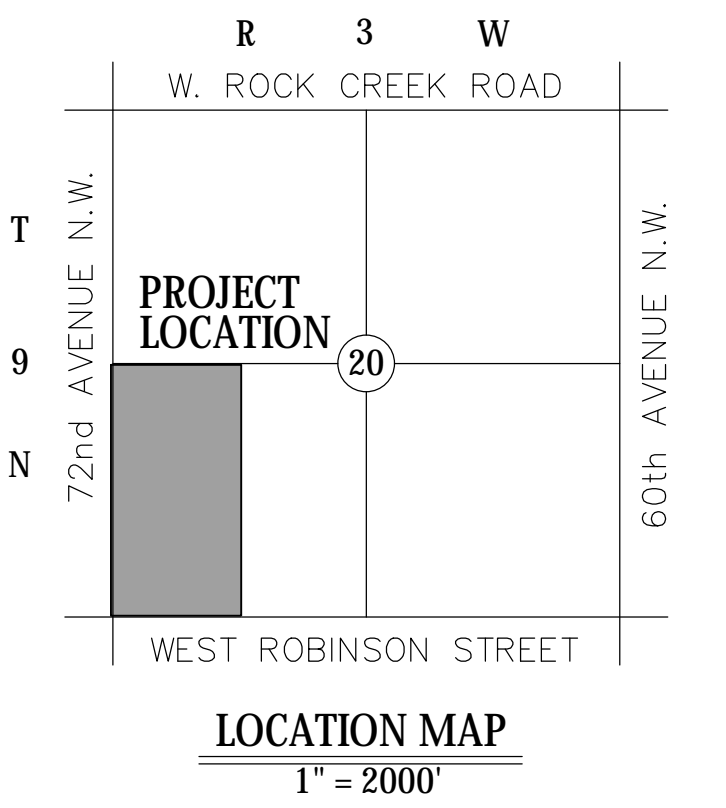 R 3 W
W. ROCK CREEK ROAD
T 9 N
72nd AVENUE N.W.
60th AVENUE N.W.
PROJECT
LOCATION
20
WEST ROBINSON STREET
LOCATION MAP
1" = 2000'